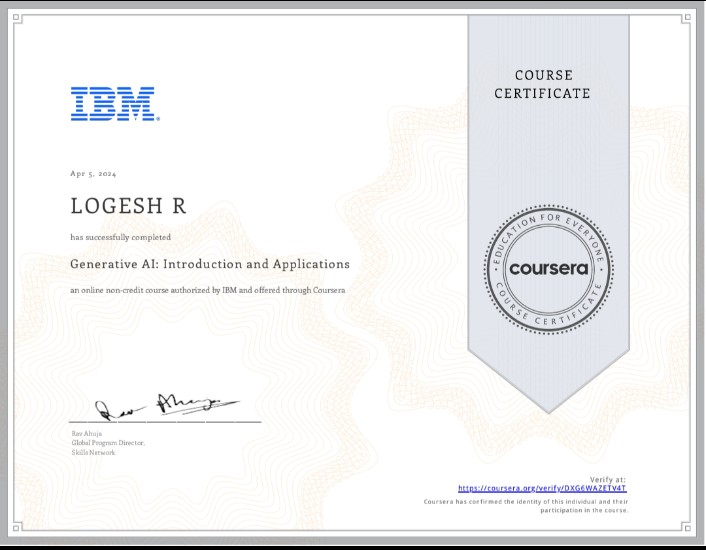 IBM®
COURSE
CERTIFICATE
Apr 5, 2024
LOGESH R
has successfully completed
Generative AI: Introduction and Applications
an online non-credit course authorized by IBM and offered through Coursera
EDUCATION FOR EVERYONE
coursera
COURSE CERTIFICATE
Rav Ahuja
Global Program Director,
Skills Network
Verify at:
https://coursera.org/verify/DXG6WAZETV4T
Coursera has confirmed the identity of this individual and their
participation in the course.